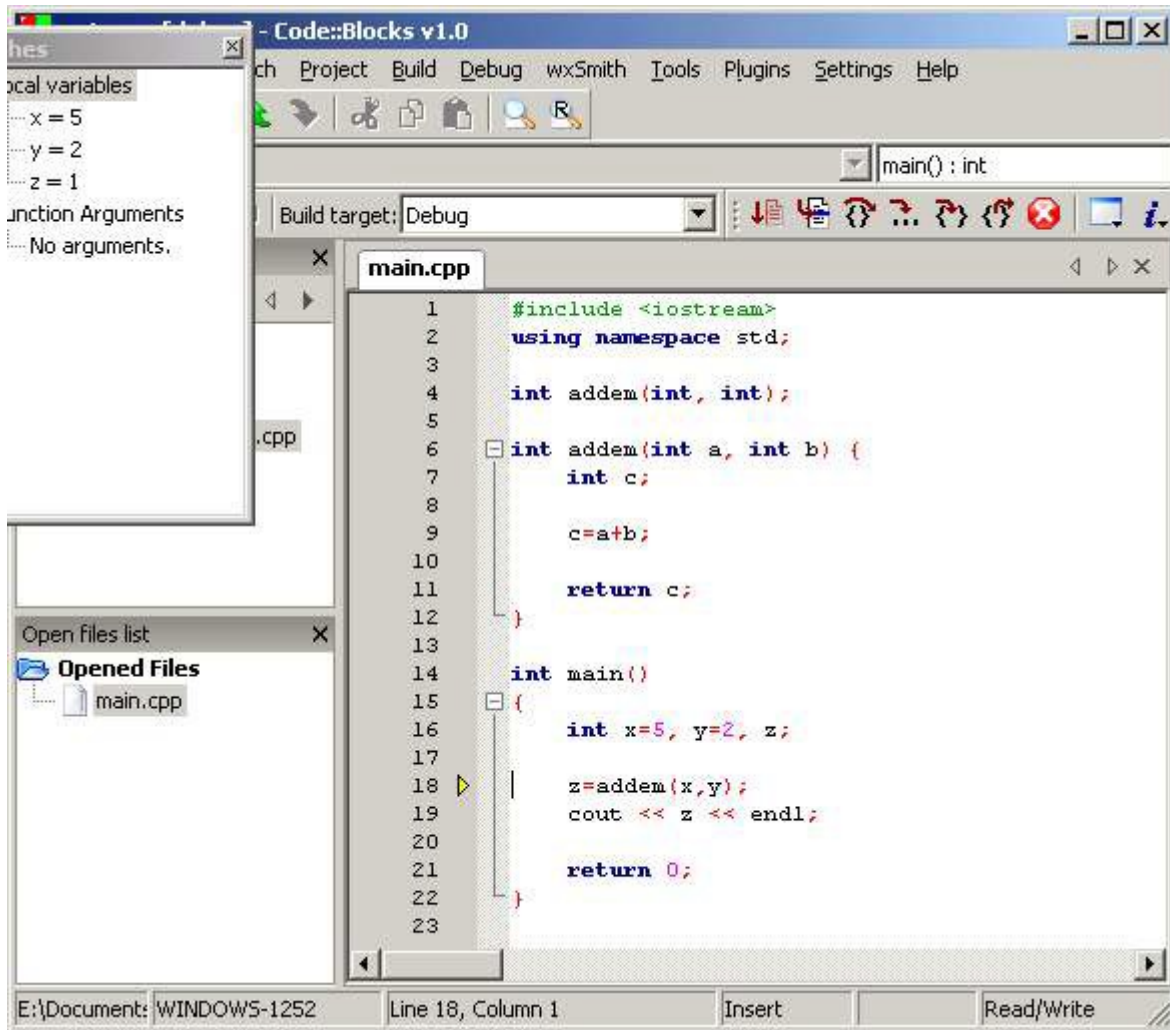 - Code::Blocks v1.0
hes
ch Project Build Debug wxSmith Tools Plugins Settings Help
ocal variables
x = 5
y = 2
z = 1
unction Arguments
No arguments.
main() : int
Build target: Debug
main.cpp
.cpp
1 #include <iostream>
2 using namespace std;
3
4 int addem(int, int);
5
6 int addem(int a, int b) {
7 int c;
8
9 c=a+b;
10
11 return c;
12 }
13
14 int main()
15 {
16 int x=5, y=2, z;
17
18 z=addem(x,y);
19 cout << z << endl;
20
21 return 0;
22 }
23
Open files list
Opened Files
main.cpp
E:\Documents WINDOWS-1252 Line 18, Column 1 Insert Read/Write